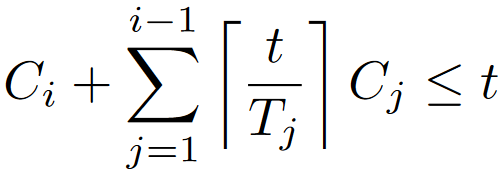 $C_i + \sum_{j=1}^{i-1} \left\lceil \frac{t}{T_j} \right\rceil C_j \leq t$